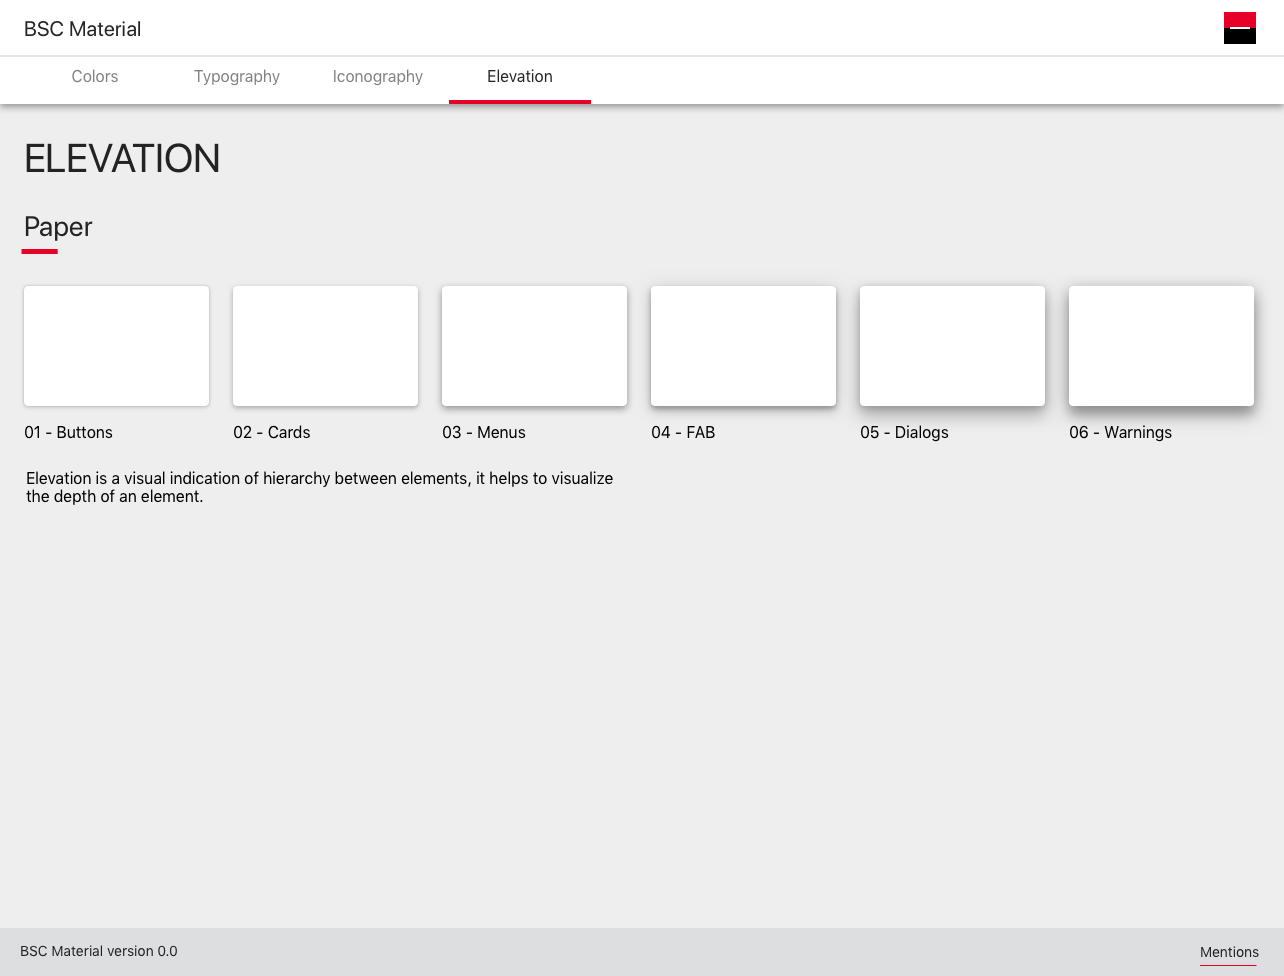 BSC Material
Colors Typography Iconography Elevation
ELEVATION
Paper
01 - Buttons 02 - Cards 03 - Menus 04 - FAB 05 - Dialogs 06 - Warnings
Elevation is a visual indication of hierarchy between elements, it helps to visualize
the depth of an element.
BSC Material version 0.0 Mentions